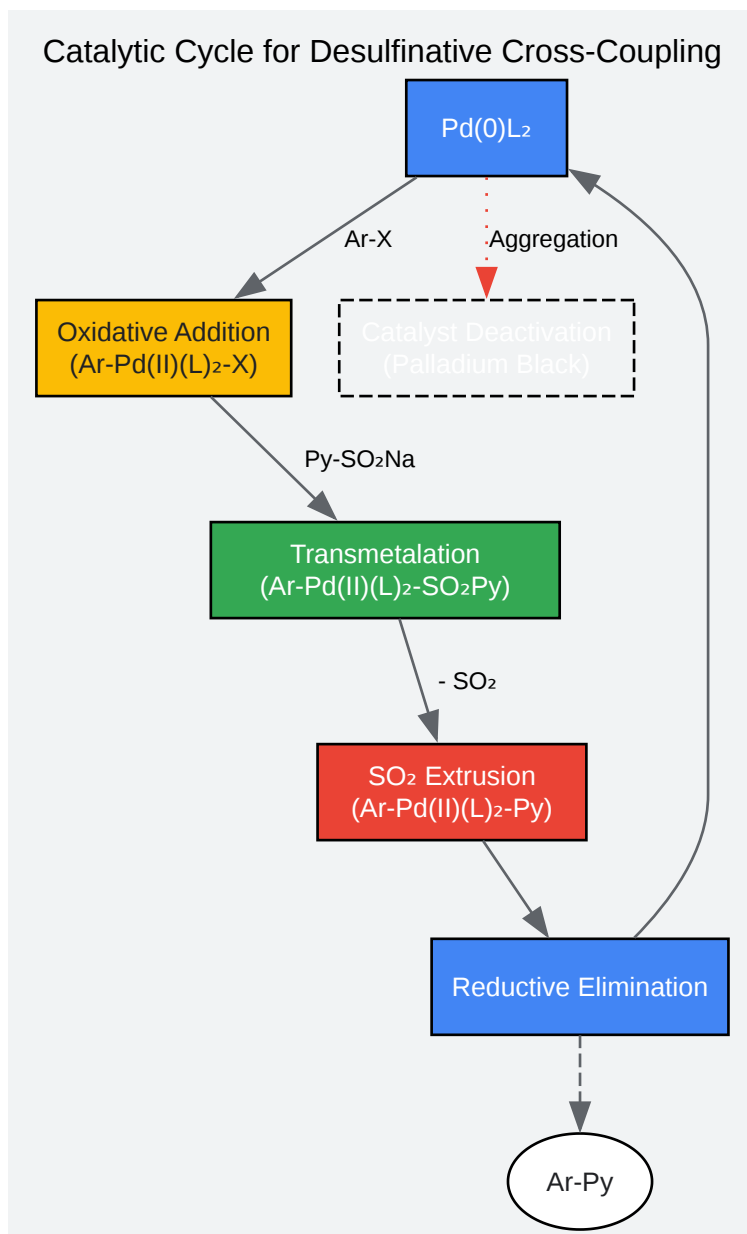 Catalytic Cycle for Desulfinative Cross-Coupling
Pd(0)L₂
Ar-X
Aggregation
Oxidative Addition
(Ar-Pd(II)(L)₂-X)
Catalyst Deactivation
(Palladium Black)
Py-SO₂Na
Transmetalation
(Ar-Pd(II)(L)₂-SO₂Py)
- SO₂
SO₂ Extrusion
(Ar-Pd(II)(L)₂-Py)
Reductive Elimination
Ar-Py